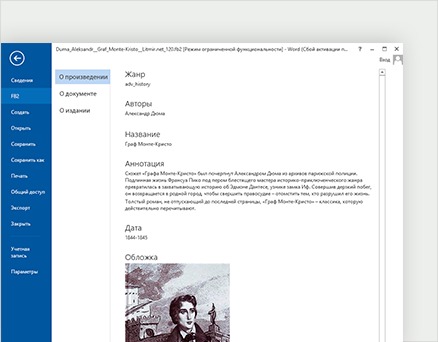 Duma_Aleksandr__Graf_Monte-Kristo__Litmir.net_120.fb2 [Режим ограниченной функциональности] - Word (Сбой активации п...
Вход
Сведения
FB2
Создать
Открыть
Сохранить
Сохранить как
Печать
Общий доступ
Экспорт
Закрыть
Учетная
запись
Параметры
О произведении
О документе
О издании
Жанр
adv_history
Авторы
Александр Дюма
Название
Граф Монте-Кристо
Аннотация
Сюжет «Графа Монте-Кристо» был почерпнут Александром Дюма из архивов парижской полиции.
Подлинная жизнь Франсуа Пико под пером блестящего мастера историко-приключенческого жанра
превратилась в захватывающую историю об Эдмоне Дантесе, узнике замка Иф. Совершив дерзкий побег,
он возвращается в родной город, чтобы свершить правосудие – отомстить тем, кто разрушил его жизнь.
Толстый роман, не отпускающий до последней страницы, «Граф Монте-Кристо» – классика, которую
действительно перечитывают.
Дата
1844-1845
Обложка